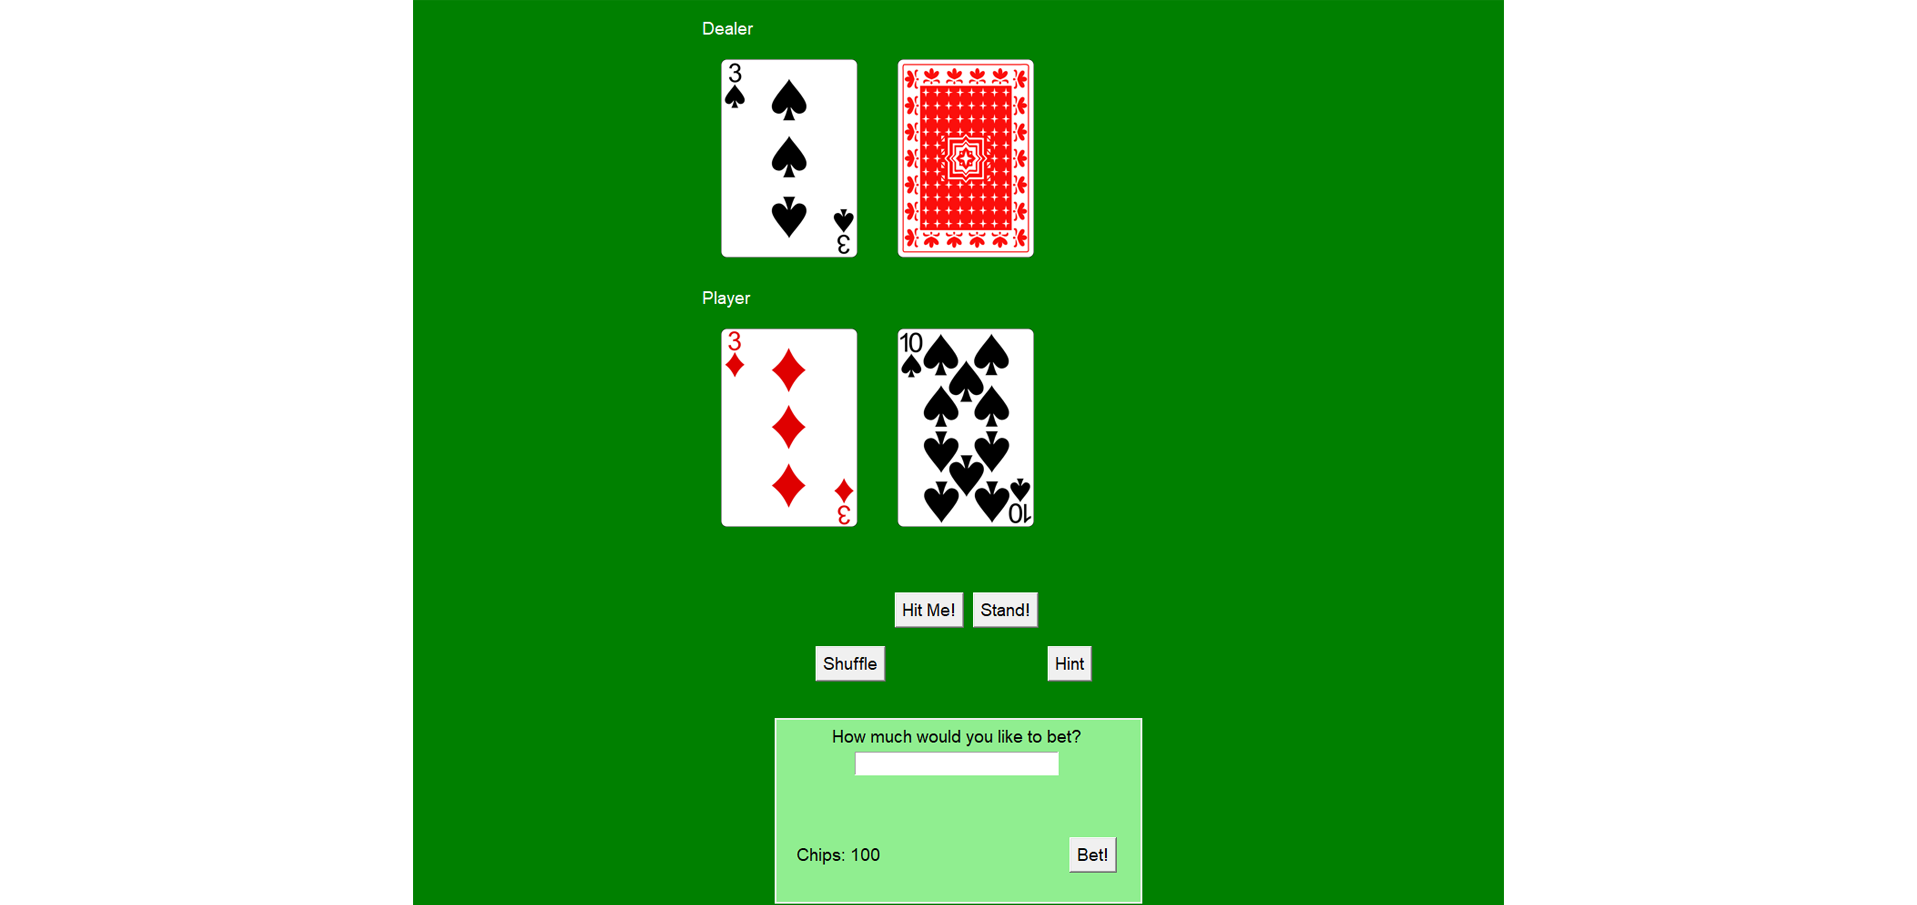 Dealer
3
3
Player
3 10
3 10
Hit Me! Stand!
Shuffle Hint
How much would you like to bet?
Chips: 100 Bet!